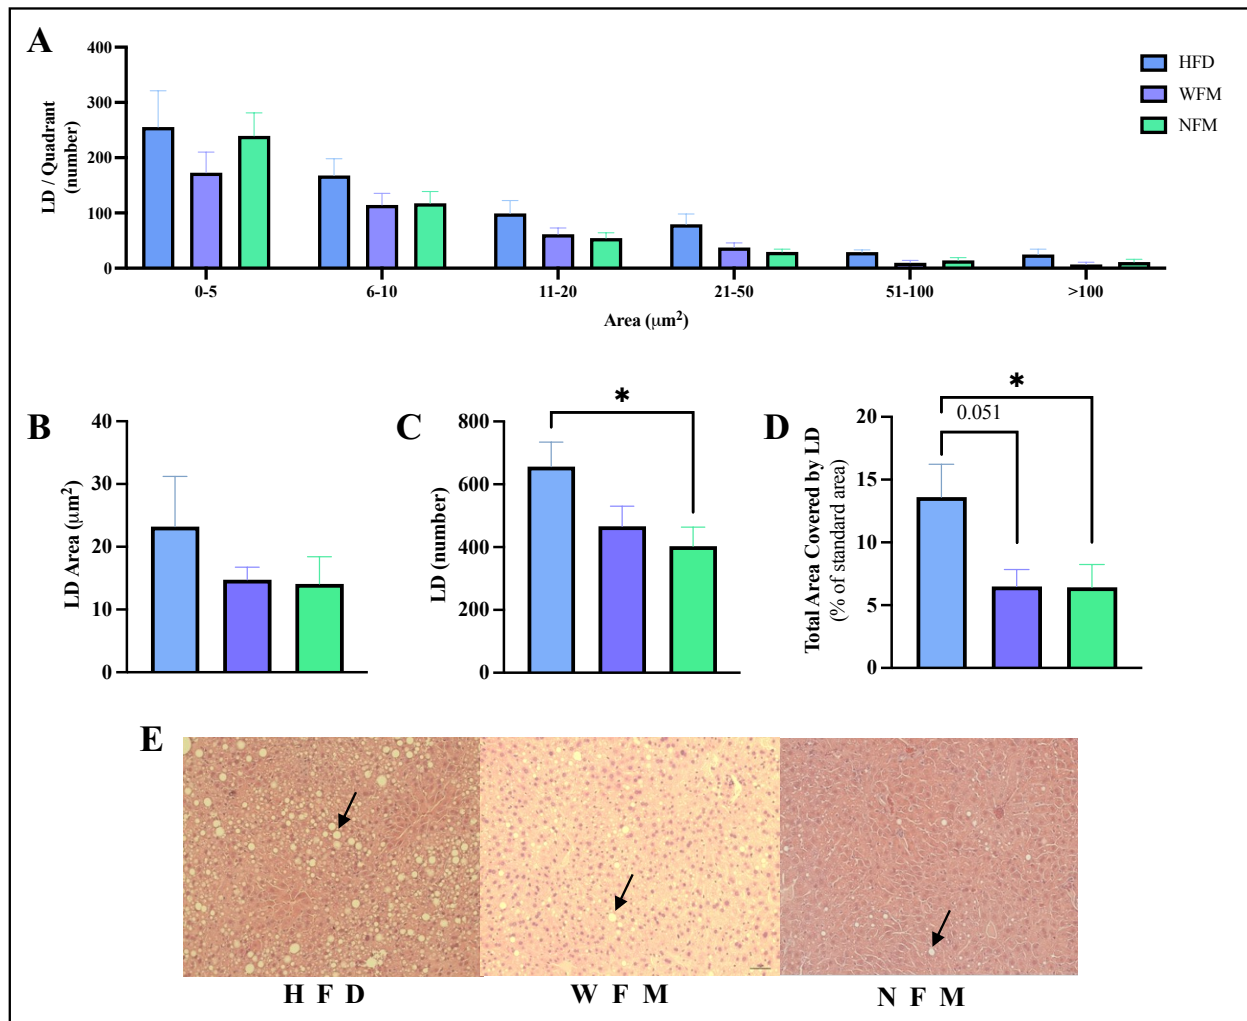 A
400
300
200
100
0
LD / Quadrant
(number)
0-5
6-10
11-20
21-50
51-100
>100
Area (μm²)
HFD
WFM
NFM
B
40
30
20
10
0
LD Area (μm²)
C
800
600
400
200
0
LD (number)
*
D
20
15
10
5
0
Total Area Covered by LD
(% of standard area)
*
0.051
E
H F D
W F M
N F M